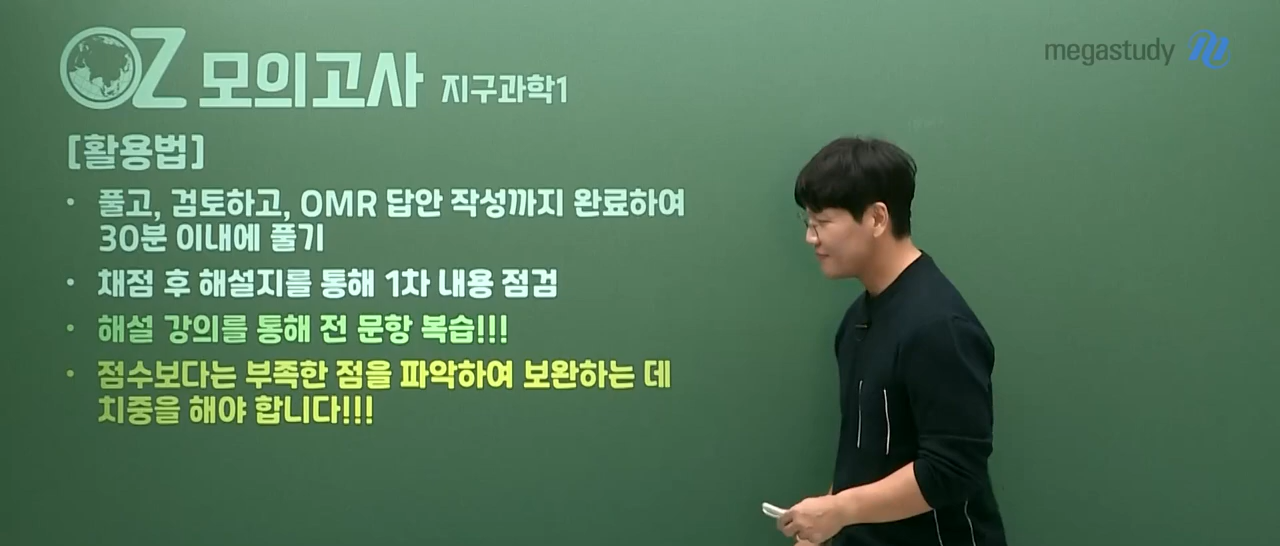 OZ 모의고사 지구과학1
megastudy
[활용법]
• 풀고, 검토하고, OMR 답안 작성까지 완료하여
30분 이내에 풀기
• 채점 후 해설지를 통해 1차 내용 점검
• 해설 강의를 통해 전 문항 복습!!!
• 점수보다는 부족한 점을 파악하여 보완하는 데
치중을 해야 합니다!!!